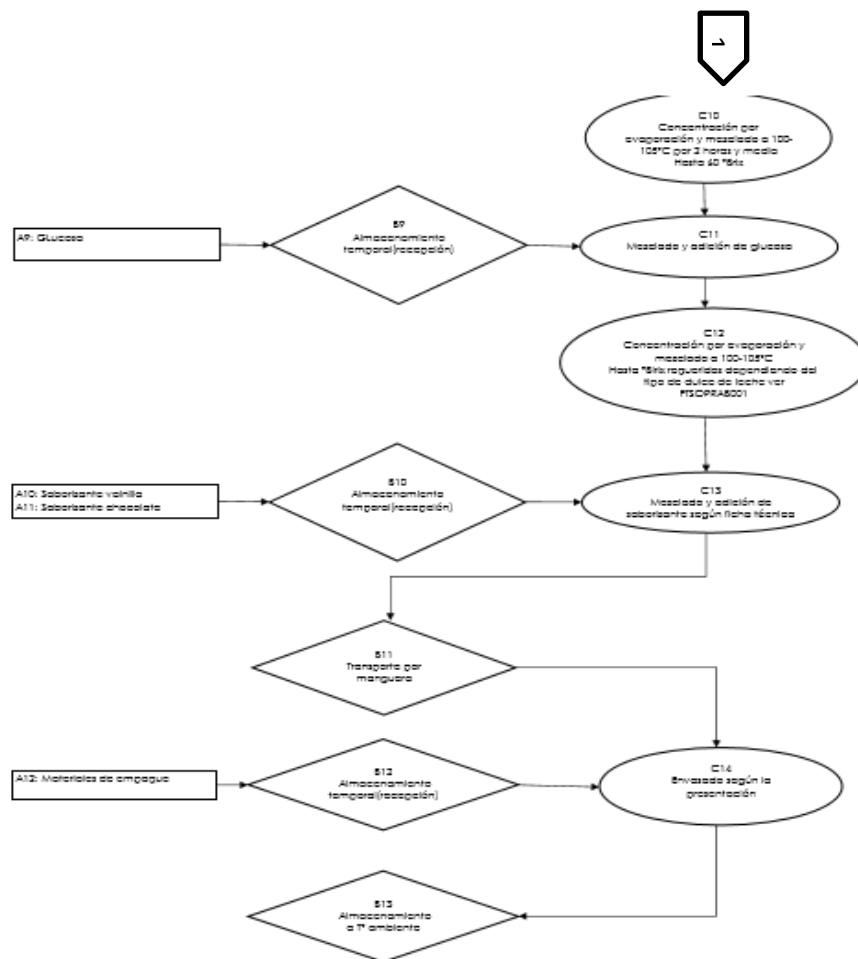 1
C10
Concentración por
evaporación y mezclado a 100-
105°C por 2 horas y media
Hasta 60 °Brix
A9: Glucosa
B9
Almacenamiento
temporal(recepción)
C11
Mezclado y adición de glucosa
C12
Concentración por evaporación y
mezclado a 100-105°C
Hasta °Brix requeridos dependiendo del
tipo de dulce de leche ver
A10: Saborizante vainilla
A11: Saborizante chocolate
B10
Almacenamiento
temporal(recepción)
C13
Mezclado y adición de
saborizante según ficha técnica
B11
Transporte por
manguera
A12: Materiales de empaque
B12
Almacenamiento
temporal(recepción)
C14
Envasado según la
presentación
B13
Almacenamiento
a T° ambiente